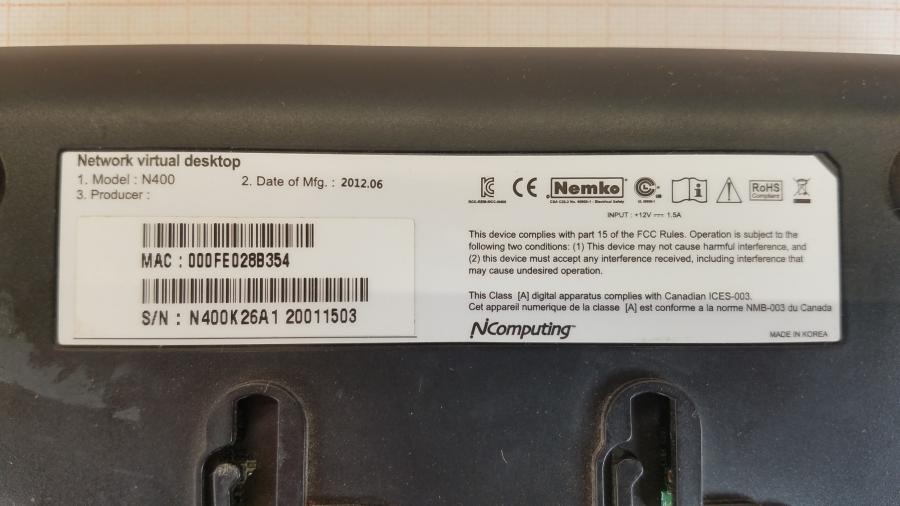 Network virtual desktop
1. Model : N400
2. Date of Mfg. : 2012.06
3. Producer :
MAC : 000FE028B354
S/N : N400K26A1 20011503
CE
Nemko
RoHS
Compliant
INPUT : +12V 1.5A
This device complies with part 15 of the FCC Rules. Operation is subject to the
following two conditions: (1) This device may not cause harmful interference, and
(2) this device must accept any interference received, including interference that
may cause undesired operation.
This Class [A] digital apparatus complies with Canadian ICES-003.
Cet appareil numerique de la classe [A] est conforme a la norme NMB-003 du Canada
NComputing
MADE IN KOREA